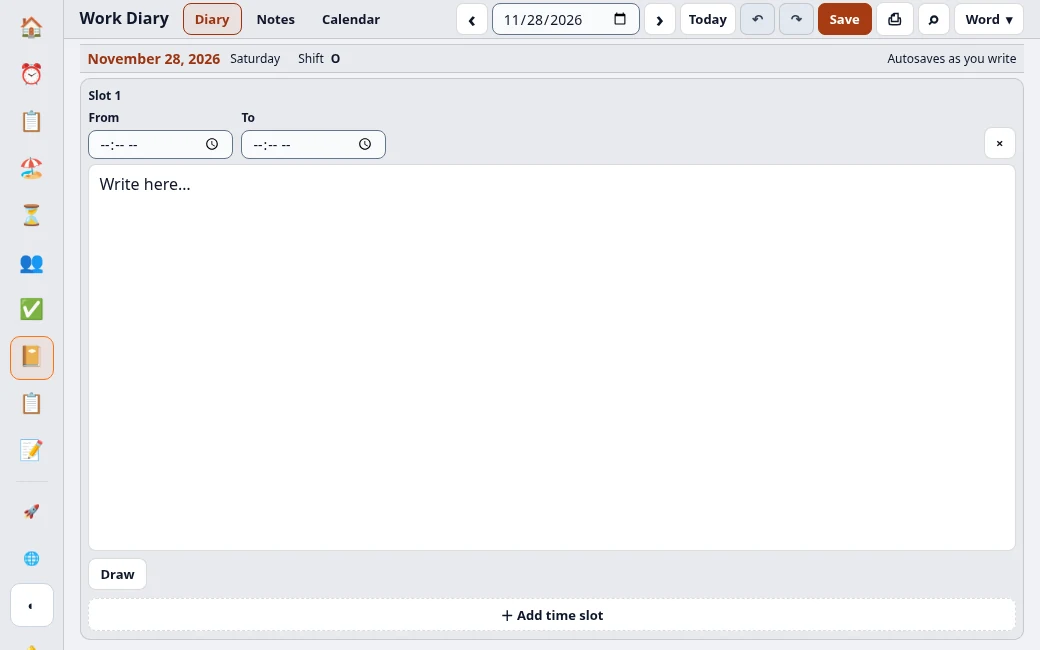 Work Diary Diary Notes Calendar 11/28/2026 Today Save Word ▾
November 28, 2026 Saturday Shift O Autosaves as you write
Slot 1
From To
--:-- -- --:-- -- ×
Write here...
Draw
+ Add time slot